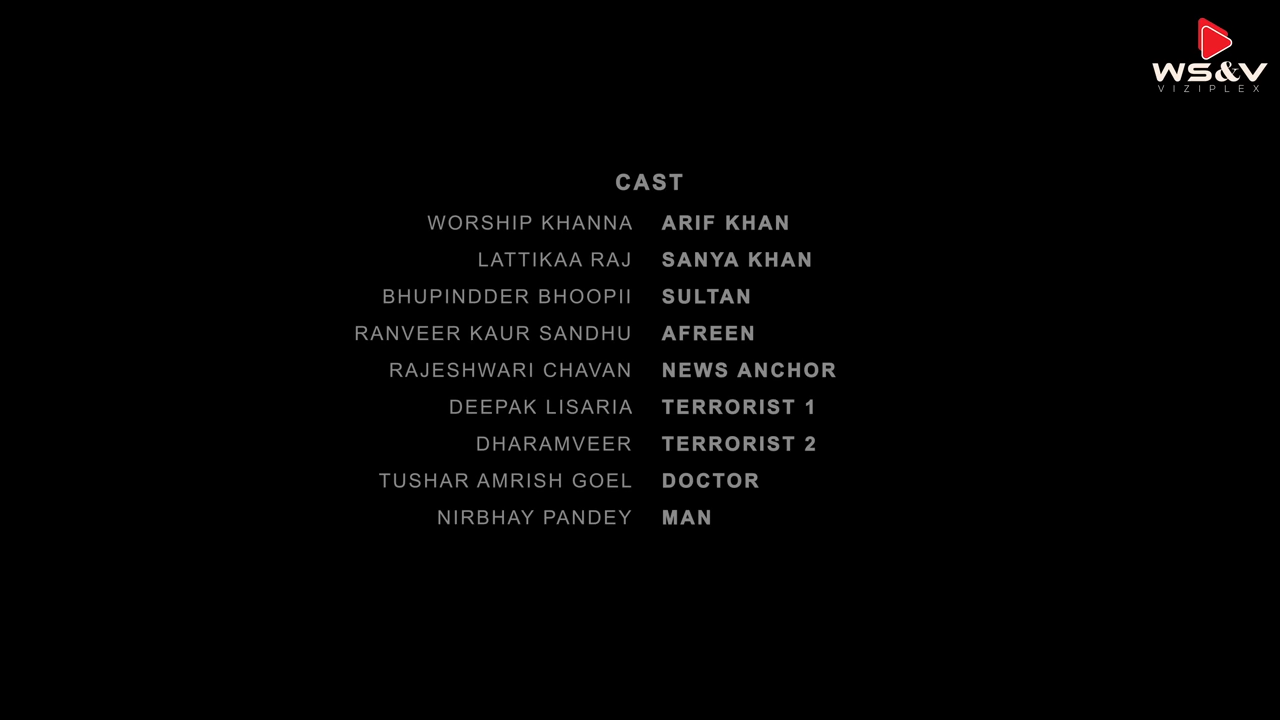 WS&V
VIZIPLEX
CAST
WORSHIP KHANNA ARIF KHAN
LATTIKAA RAJ SANYA KHAN
BHUPINDDER BHOOPII SULTAN
RANVEER KAUR SANDHU AFREEN
RAJESHWARI CHAVAN NEWS ANCHOR
DEEPAK LISARIA TERRORIST 1
DHARAMVEER TERRORIST 2
TUSHAR AMRISH GOEL DOCTOR
NIRBHAY PANDEY MAN